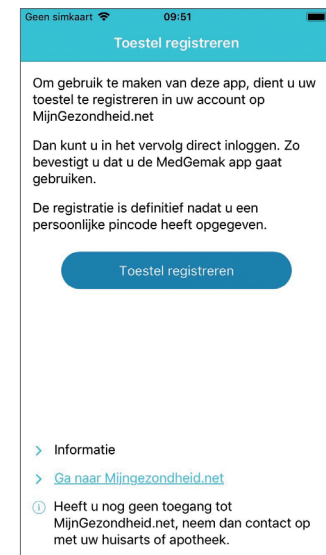 Geen simkaart 09:51
Toestel registreren
Om gebruik te maken van deze app, dient u uw
toestel te registreren in uw account op
MijnGezondheid.net
Dan kunt u in het vervolg direct inloggen. Zo
bevestigt u dat u de MedGemak app gaat
gebruiken.
De registratie is definitief nadat u een
persoonlijke pincode heeft opgegeven.
Toestel registreren
Informatie
Ga naar Mijngezondheid.net
Heeft u nog geen toegang tot
MijnGezondheid.net, neem dan contact op
met uw huisarts of apotheek.